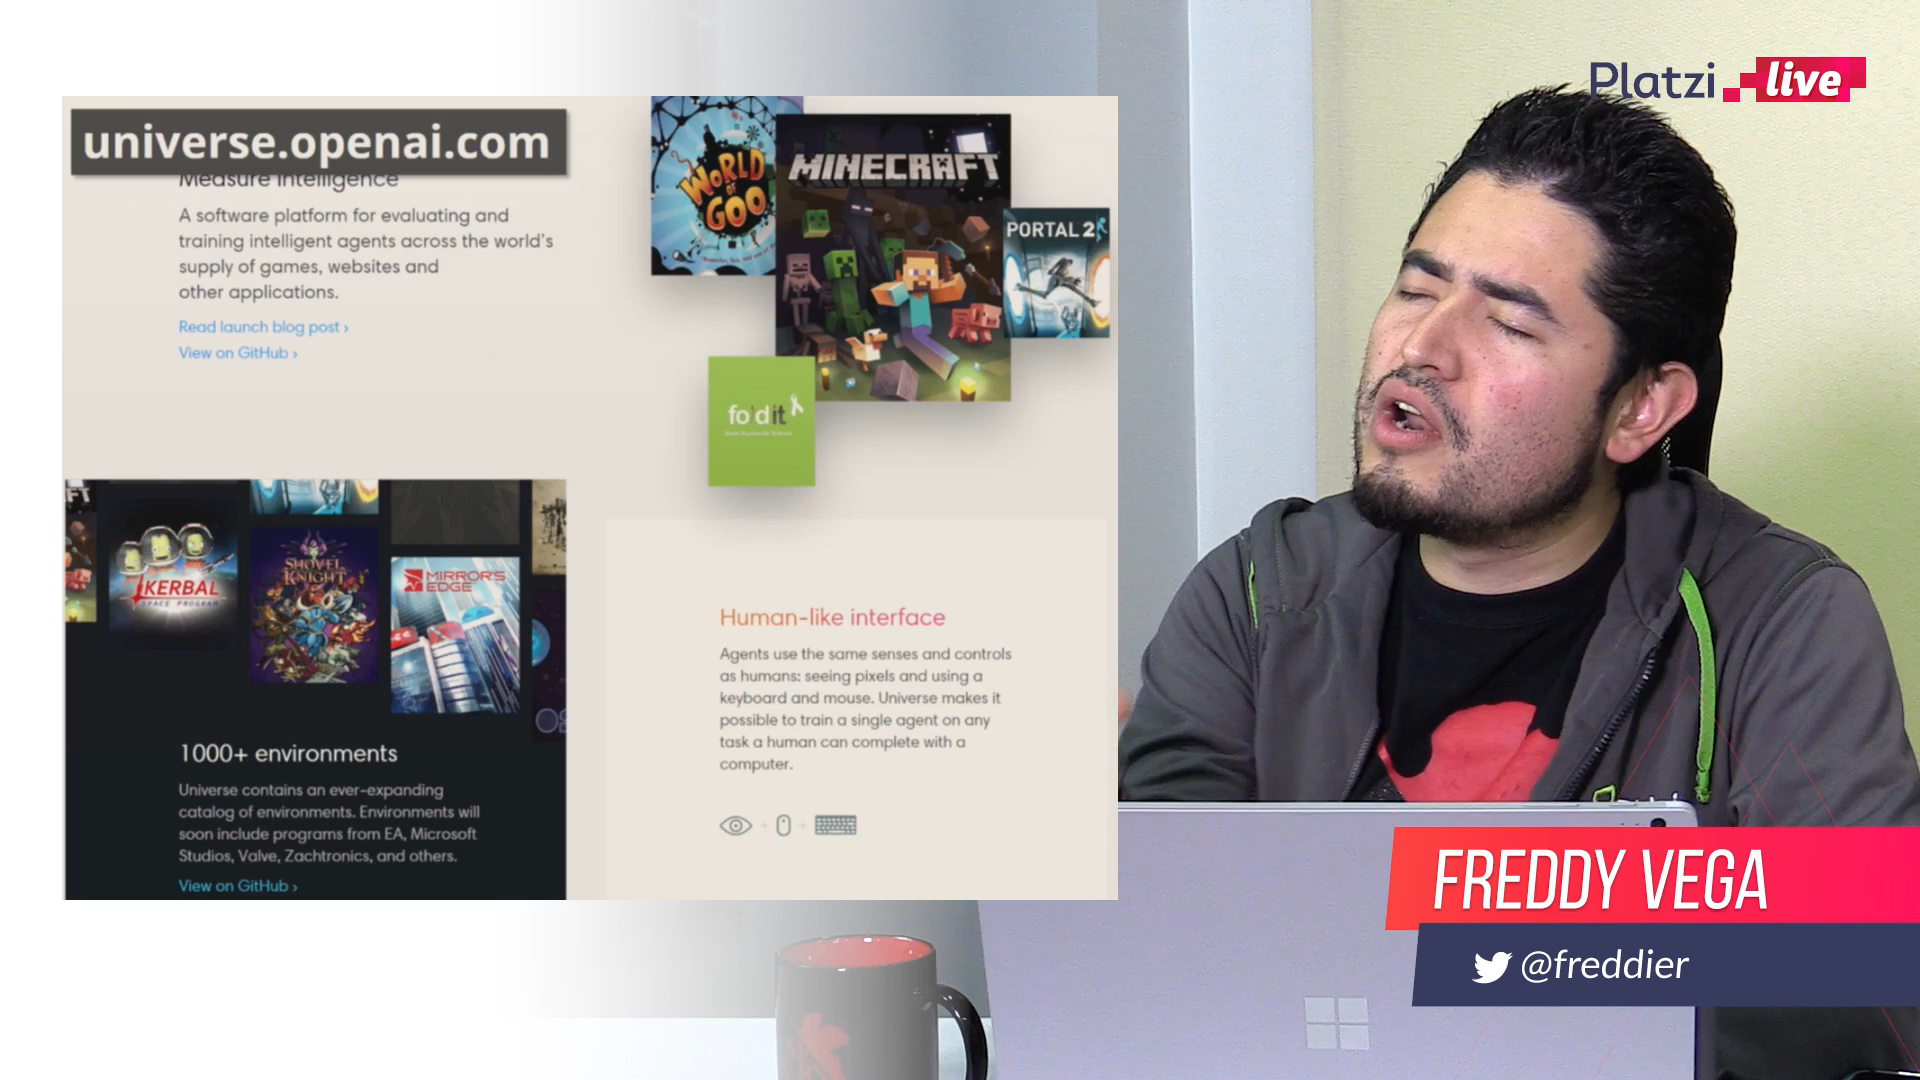 Platzi live
universe.openai.com
Measure Intelligence
A software platform for evaluating and
training intelligent agents across the world's
supply of games, websites and
other applications.
Read launch blog post ›
View on GitHub ›
WORLD
OF
GOO
MINECRAFT
PORTAL 2
foldit
KERBAL
SPACE PROGRAM
SHOVEL
KNIGHT
MIRROR'S
EDGE
1000+ environments
Universe contains an ever-expanding
catalog of environments. Environments will
soon include programs from EA, Microsoft
Studios, Valve, Zachtronics, and others.
View on GitHub ›
Human-like interface
Agents use the same senses and controls
as humans: seeing pixels and using a
keyboard and mouse. Universe makes it
possible to train a single agent on any
task a human can complete with a
computer.
FREDDY VEGA
@freddier